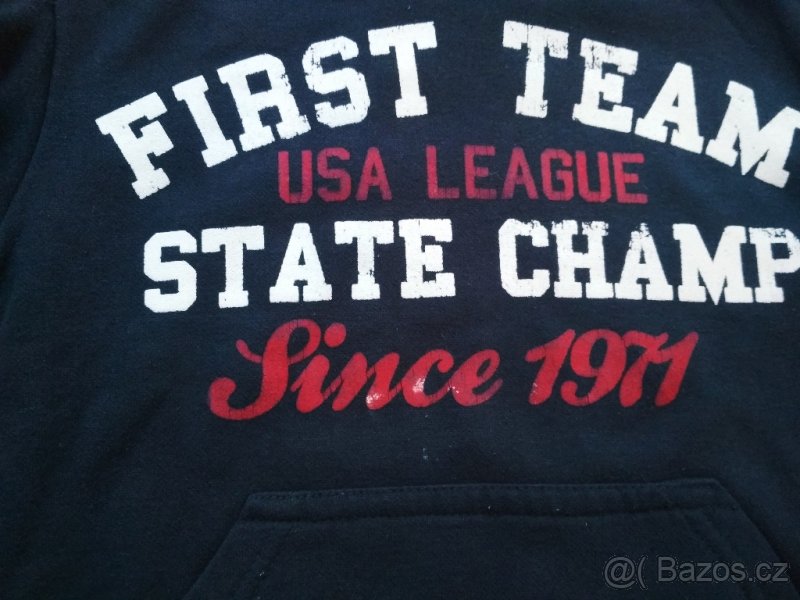 FIRST TEAM
USA LEAGUE
STATE CHAMP
Since 1971
@( Bazos.cz